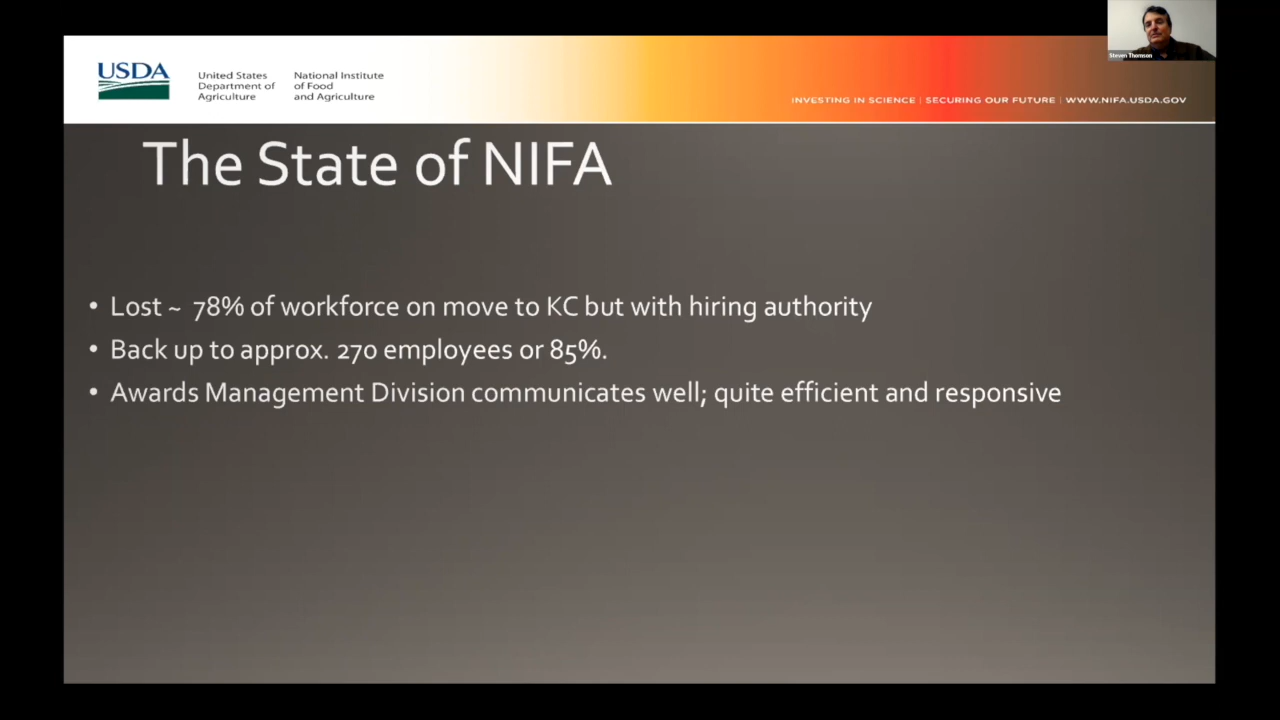 Steven Thomson
USDA
United States
Department of
Agriculture
National Institute
of Food
and Agriculture
INVESTING IN SCIENCE | SECURING OUR FUTURE | WWW.NIFA.USDA.GOV
The State of NIFA
• Lost ~ 78% of workforce on move to KC but with hiring authority
• Back up to approx. 270 employees or 85%.
• Awards Management Division communicates well; quite efficient and responsive